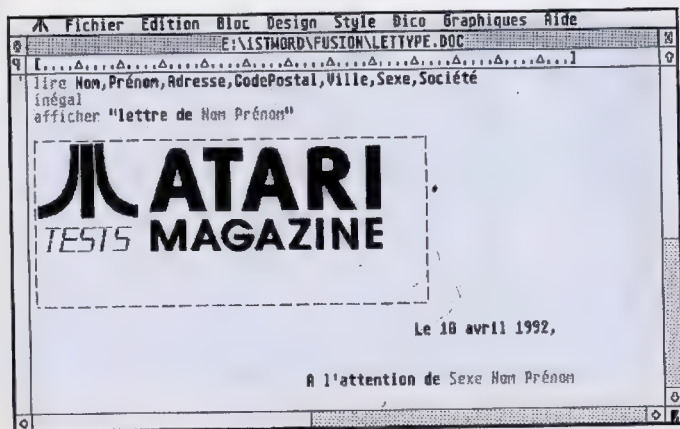 Fichier Edition Bloc Design Style Dico Graphiques Aide
E:\1STWORD\FUSION\LETTYPE.DOC
[....Δ....Δ....Δ....Δ....Δ....Δ....Δ....Δ....Δ....Δ....Δ....Δ....]
lire Nom,Prénom,Adresse,CodePostal,Ville,Sexe,Société
inégal
afficher "lettre de Nom Prénom"
ATARI
TESTS MAGAZINE
Le 18 avril 1992,
A l'attention de Sexe Nom Prénom